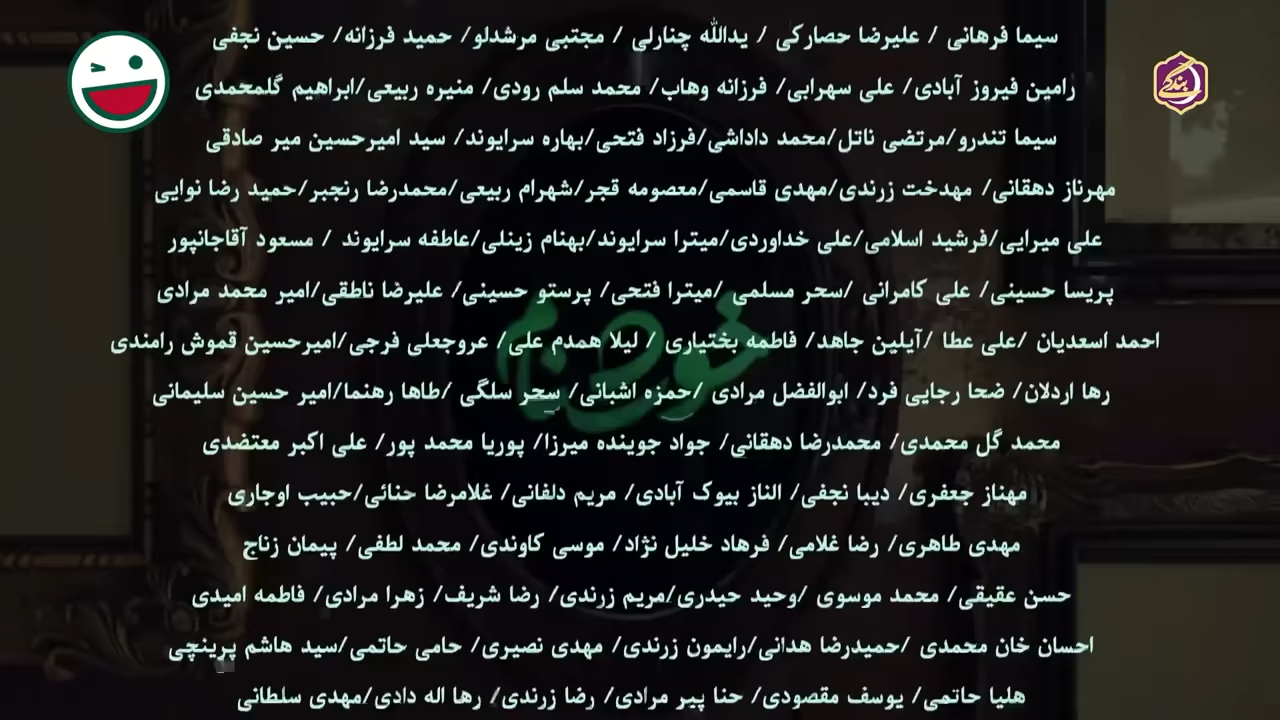 سیما فرهانی / علیرضا حصارکی / یدالله چنارلی / مجتبی مرشدلو/ حمید فرزانه/ حسین نجفی
رامین فیروز آبادی/ علی سهرابی/ فرزانه وهاب/ محمد سلم رودی/ منیره ربیعی/ابراهیم گلمحمدی
سیما تندرو/مرتضی ناتل/محمد داداشی/فرزاد فتحی/بهاره سرایوند/ سید امیرحسین میر صادقی
مهرناز دهقانی/ مهدخت زرندی/مهدی قاسمی/معصومه قجر/شهرام ربیعی/محمدرضا رنجبر/حمید رضا نوایی
علی میرایی/فرشید اسلامی/علی خداوردی/میترا سرایوند/بهنام زینلی/عاطفه سرایوند / مسعود آقاجانپور
پریسا حسینی/ علی کامرانی /سحر مسلمی /میترا فتحی/ پرستو حسینی/ علیرضا ناطقی/امیر محمد مرادی
احمد اسعدیان /علی عطا /آیلین جاهد/ فاطمه بختیاری / لیلا همدم علی/ عروجعلی فرجی/امیرحسین قموش رامندی
رها اردلان/ ضحا رجایی فرد/ ابوالفضل مرادی /حمزه اشبانی/ سحر سلگی /طاها رهنما/امیر حسین سلیمانی
محمد گل محمدی/ محمدرضا دهقانی/ جواد جوینده میرزا/ پوریا محمد پور/ علی اکبر معتضدی
مهناز جعفری/ دیبا نجفی/ الناز بیوک آبادی/ مریم دلفانی/ غلامرضا حنائی/حبیب اوجاری
مهدی طاهری/ رضا غلامی/ فرهاد خلیل نژاد/ موسی کاوندی/ محمد لطفی/ پیمان زناج
حسن عقیقی/ محمد موسوی /وحید حیدری/مریم زرندی/ رضا شریف/ زهرا مرادی/ فاطمه امیدی
احسان خان محمدی /حمیدرضا هدانی/رایمون زرندی/ مهدی نصیری/ حامی حاتمی/سید هاشم پرینچی
هلیا حاتمی/ یوسف مقصودی/ حنا پیر مرادی/ رضا زرندی/ رها اله دادی/مهدی سلطانی